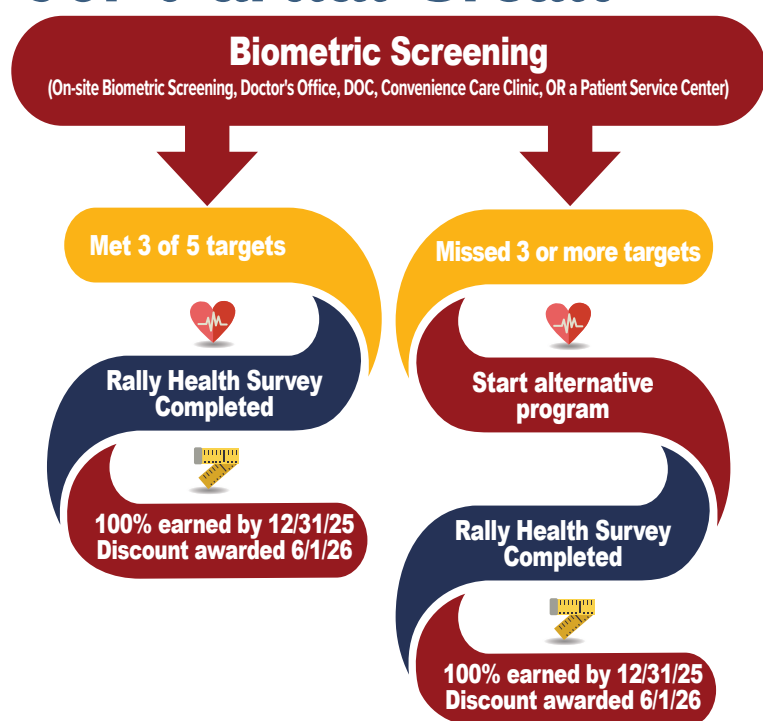 Biometric Screening
(On-site Biometric Screening, Doctor's Office, DOC, Convenience Care Clinic, OR a Patient Service Center)
Met 3 of 5 targets
Rally Health Survey
Completed
100% earned by 12/31/25
Discount awarded 6/1/26
Missed 3 or more targets
Start alternative
program
Rally Health Survey
Completed
100% earned by 12/31/25
Discount awarded 6/1/26